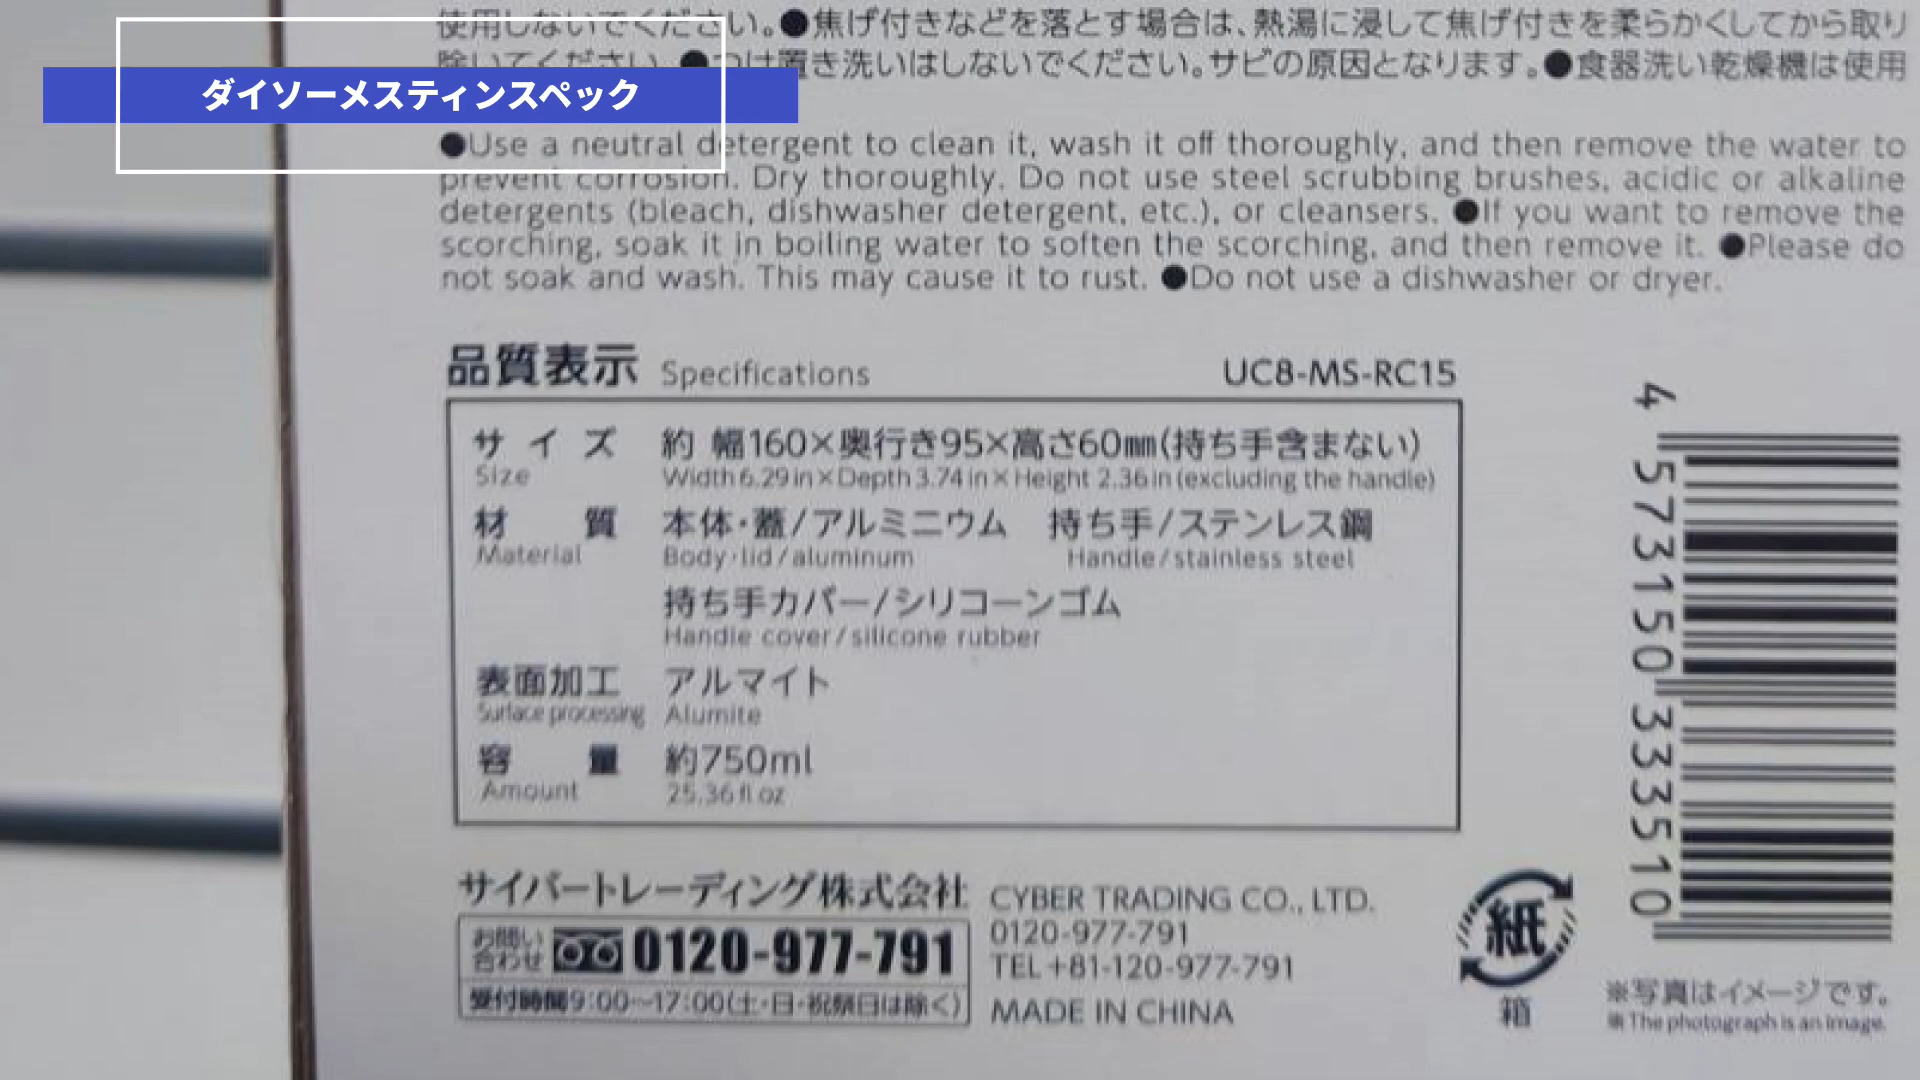 使用しないでください。●焦げ付きなどを落とす場合は、熱湯に浸して焦げ付きを柔らかくしてから取り
除いてください。●つけ置き洗いはしないでください。サビの原因となります。●食器洗い乾燥機は使用
ダイソーメスティンスペック
●Use a neutral detergent to clean it, wash it off thoroughly, and then remove the water to
prevent corrosion. Dry thoroughly. Do not use steel scrubbing brushes, acidic or alkaline
detergents (bleach, dishwasher detergent, etc.), or cleansers. ●If you want to remove the
scorching, soak it in boiling water to soften the scorching, and then remove it. ●Please do
not soak and wash. This may cause it to rust. ●Do not use a dishwasher or dryer.
品質表示 Specifications UC8-MS-RC15
サイズ 約 幅160×奥行き95×高さ60㎜(持ち手含まない)
Size Width 6.29in×Depth 3.74in×Height 2.36in(excluding the handle)
材質 本体・蓋/アルミニウム 持ち手/ステンレス鋼
Material Body・lid/aluminum Handle/stainless steel
持ち手カバー/シリコーンゴム
Handle cover/silicone rubber
表面加工 アルマイト
Surface processing Alumite
容量 約750ml
Amount 25.36fl oz
サイバートレーディング株式会社 CYBER TRADING CO., LTD.
お問い合わせ 0120-977-791 0120-977-791
TEL +81-120-977-791
受付時間9:00～17:00(土・日・祝祭日は除く) MADE IN CHINA
紙
箱
4 573150 333510
※写真はイメージです。
※The photograph is an image.